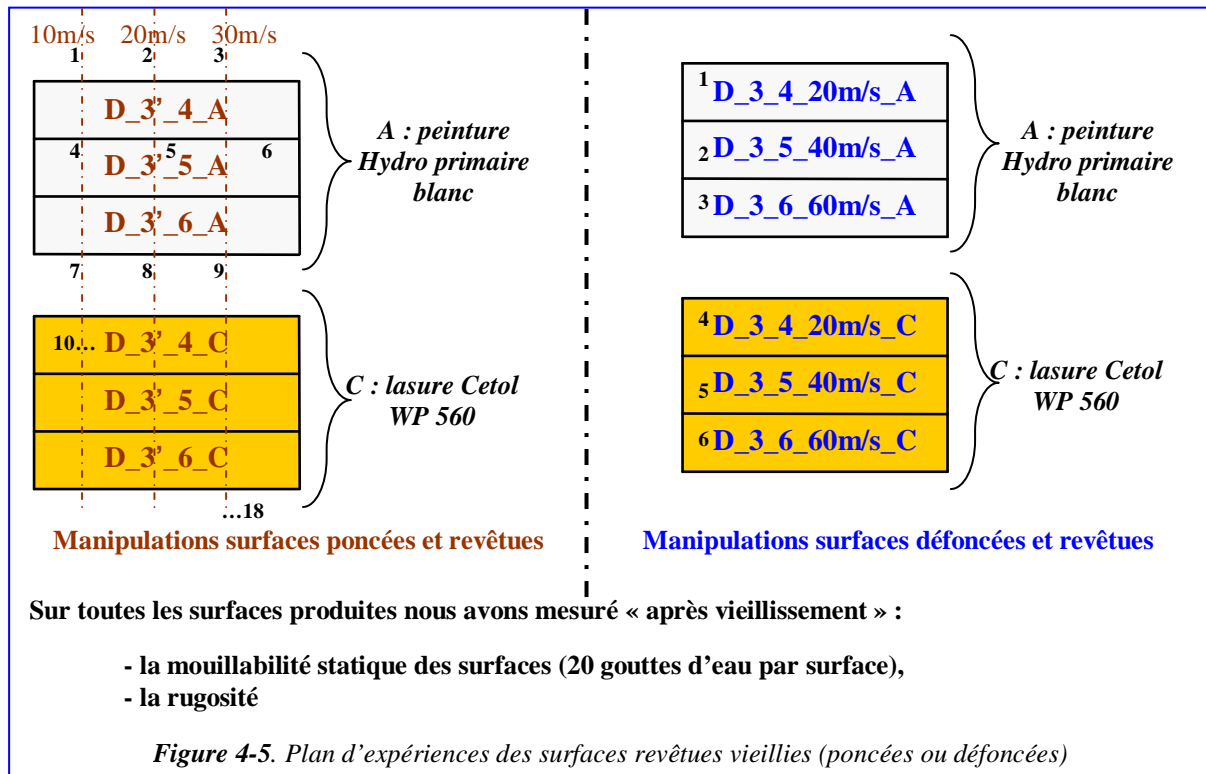 10m/s 20m/s 30m/s
1 2 3
D_3’_4_A
4 5 6
D_3’_5_A
D_3’_6_A
7 8 9
A : peinture
Hydro primaire
blanc
10… D_3’_4_C
D_3’_5_C
D_3’_6_C
…18
C : lasure Cetol
WP 560
Manipulations surfaces poncées et revêtues
1 D_3_4_20m/s_A
2 D_3_5_40m/s_A
3 D_3_6_60m/s_A
A : peinture
Hydro primaire
blanc
4 D_3_4_20m/s_C
5 D_3_5_40m/s_C
6 D_3_6_60m/s_C
C : lasure Cetol
WP 560
Manipulations surfaces défoncées et revêtues
Sur toutes les surfaces produites nous avons mesuré « après vieillissement » :
- la mouillabilité statique des surfaces (20 gouttes d’eau par surface),
- la rugosité
Figure 4-5. Plan d’expériences des surfaces revêtues vieillies (poncées ou défoncées)